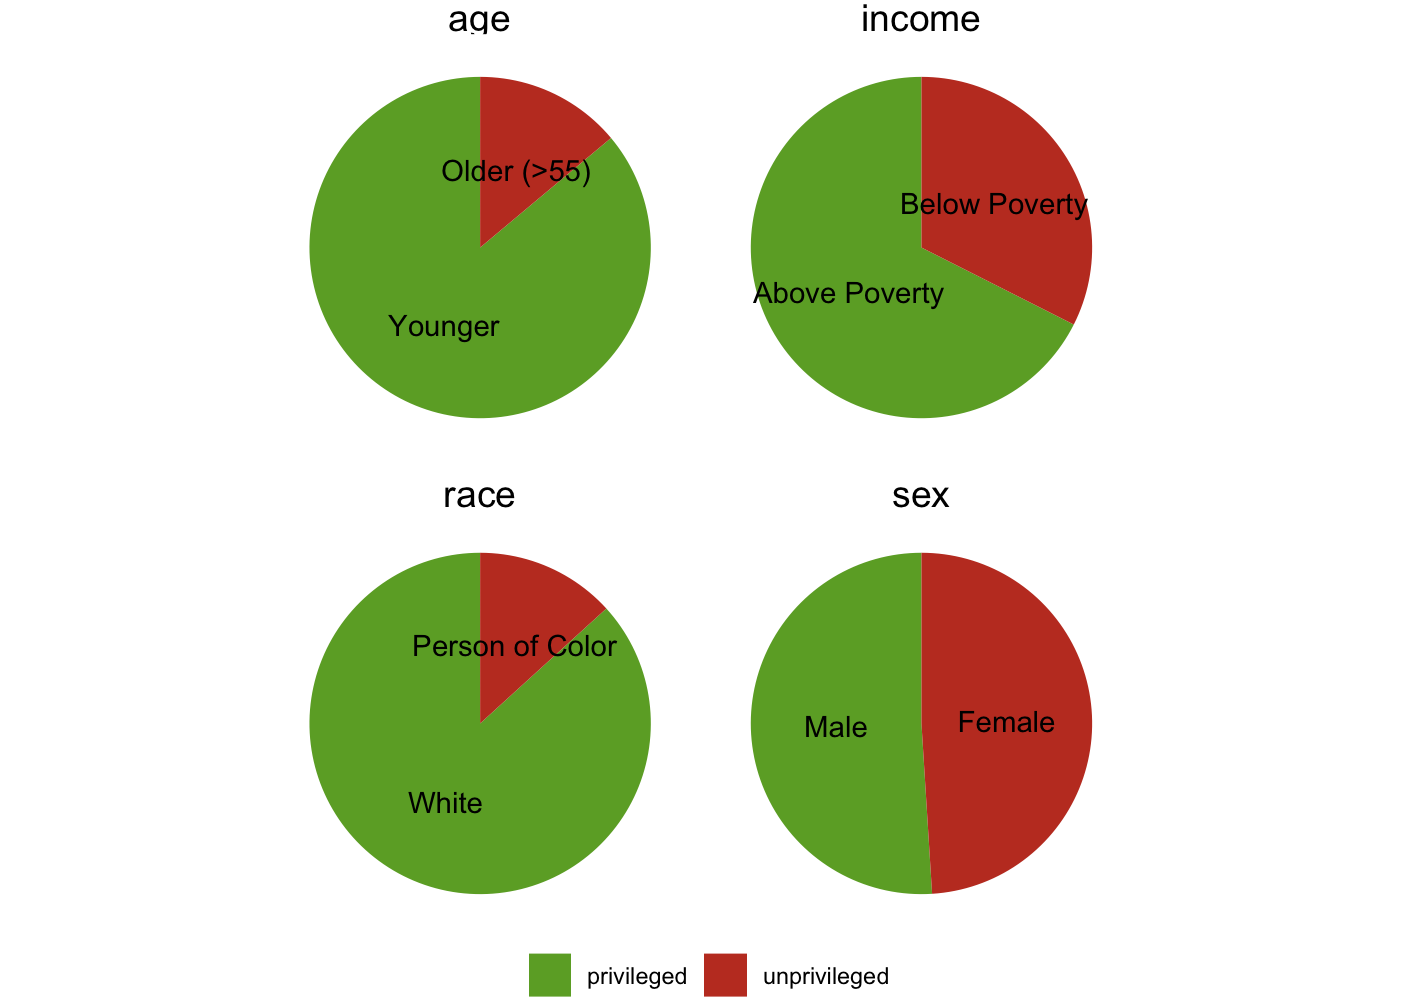 age
income
Older (>55)
Younger
Below Poverty
Above Poverty
race
sex
Person of Color
White
Male
Female
privileged
unprivileged